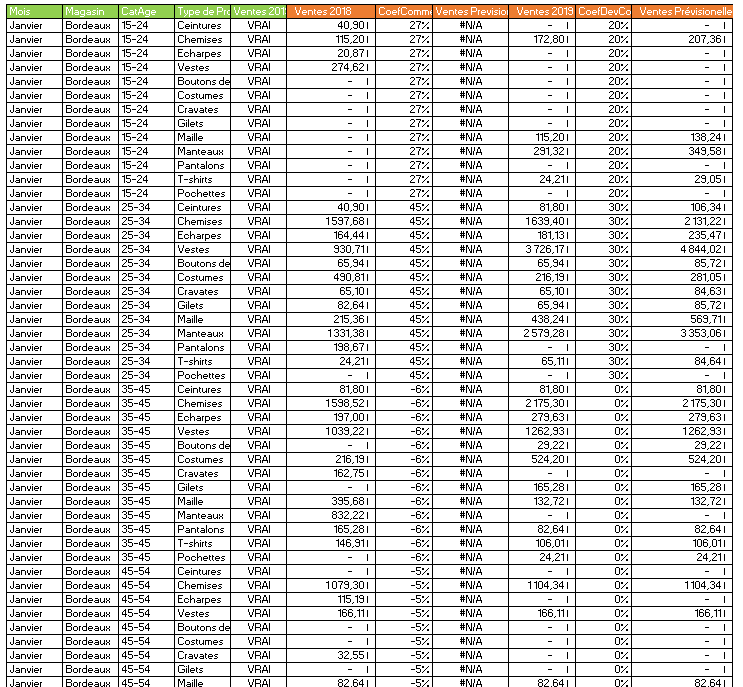 Mois Magasin CatAge Type de Pro Ventes 201 Ventes 2018 CoefComme Ventes Prevision Ventes 2019 CoefDevCo Ventes Prévisionelle
Janvier Bordeaux 15-24 Ceintures VRAI 40,90 l 27% #N/A - l 20% - l
Janvier Bordeaux 15-24 Chemises VRAI 115,20 l 27% #N/A 172,80 l 20% 207,36 l
Janvier Bordeaux 15-24 Echarpes VRAI 20,87 l 27% #N/A - l 20% - l
Janvier Bordeaux 15-24 Vestes VRAI 274,62 l 27% #N/A - l 20% - l
Janvier Bordeaux 15-24 Boutons de VRAI - l 27% #N/A - l 20% - l
Janvier Bordeaux 15-24 Costumes VRAI - l 27% #N/A - l 20% - l
Janvier Bordeaux 15-24 Cravates VRAI - l 27% #N/A - l 20% - l
Janvier Bordeaux 15-24 Gilets VRAI - l 27% #N/A - l 20% - l
Janvier Bordeaux 15-24 Maille VRAI - l 27% #N/A 115,20 l 20% 138,24 l
Janvier Bordeaux 15-24 Manteaux VRAI - l 27% #N/A 291,32 l 20% 349,58 l
Janvier Bordeaux 15-24 Pantalons VRAI - l 27% #N/A - l 20% - l
Janvier Bordeaux 15-24 T-shirts VRAI - l 27% #N/A 24,21 l 20% 29,05 l
Janvier Bordeaux 15-24 Pochettes VRAI - l 27% #N/A - l 20% - l
Janvier Bordeaux 25-34 Ceintures VRAI 40,90 l 45% #N/A 81,80 l 30% 106,34 l
Janvier Bordeaux 25-34 Chemises VRAI 1 597,68 l 45% #N/A 1 639,40 l 30% 2 131,22 l
Janvier Bordeaux 25-34 Echarpes VRAI 164,44 l 45% #N/A 181,13 l 30% 235,47 l
Janvier Bordeaux 25-34 Vestes VRAI 930,71 l 45% #N/A 3 726,17 l 30% 4 844,02 l
Janvier Bordeaux 25-34 Boutons de VRAI 65,94 l 45% #N/A 65,94 l 30% 85,72 l
Janvier Bordeaux 25-34 Costumes VRAI 490,81 l 45% #N/A 216,19 l 30% 281,05 l
Janvier Bordeaux 25-34 Cravates VRAI 65,10 l 45% #N/A 65,10 l 30% 84,63 l
Janvier Bordeaux 25-34 Gilets VRAI 82,64 l 45% #N/A 65,94 l 30% 85,72 l
Janvier Bordeaux 25-34 Maille VRAI 215,36 l 45% #N/A 438,24 l 30% 569,71 l
Janvier Bordeaux 25-34 Manteaux VRAI 1 331,38 l 45% #N/A 2 579,28 l 30% 3 353,06 l
Janvier Bordeaux 25-34 Pantalons VRAI 198,67 l 45% #N/A - l 30% - l
Janvier Bordeaux 25-34 T-shirts VRAI 24,21 l 45% #N/A 65,11 l 30% 84,64 l
Janvier Bordeaux 25-34 Pochettes VRAI - l 45% #N/A - l 30% - l
Janvier Bordeaux 35-45 Ceintures VRAI 81,80 l -6% #N/A 81,80 l 0% 81,80 l
Janvier Bordeaux 35-45 Chemises VRAI 1 598,52 l -6% #N/A 2 175,30 l 0% 2 175,30 l
Janvier Bordeaux 35-45 Echarpes VRAI 197,00 l -6% #N/A 279,63 l 0% 279,63 l
Janvier Bordeaux 35-45 Vestes VRAI 1 039,22 l -6% #N/A 1 262,93 l 0% 1 262,93 l
Janvier Bordeaux 35-45 Boutons de VRAI - l -6% #N/A 29,22 l 0% 29,22 l
Janvier Bordeaux 35-45 Costumes VRAI 216,19 l -6% #N/A 524,20 l 0% 524,20 l
Janvier Bordeaux 35-45 Cravates VRAI 162,75 l -6% #N/A - l 0% - l
Janvier Bordeaux 35-45 Gilets VRAI - l -6% #N/A 165,28 l 0% 165,28 l
Janvier Bordeaux 35-45 Maille VRAI 395,68 l -6% #N/A 132,72 l 0% 132,72 l
Janvier Bordeaux 35-45 Manteaux VRAI 832,22 l -6% #N/A - l 0% - l
Janvier Bordeaux 35-45 Pantalons VRAI 165,28 l -6% #N/A 82,64 l 0% 82,64 l
Janvier Bordeaux 35-45 T-shirts VRAI 146,91 l -6% #N/A 106,01 l 0% 106,01 l
Janvier Bordeaux 35-45 Pochettes VRAI - l -6% #N/A 24,21 l 0% 24,21 l
Janvier Bordeaux 45-54 Ceintures VRAI - l -5% #N/A - l 0% - l
Janvier Bordeaux 45-54 Chemises VRAI 1 079,30 l -5% #N/A 1 104,34 l 0% 1 104,34 l
Janvier Bordeaux 45-54 Echarpes VRAI 115,19 l -5% #N/A - l 0% - l
Janvier Bordeaux 45-54 Vestes VRAI 166,11 l -5% #N/A 166,11 l 0% 166,11 l
Janvier Bordeaux 45-54 Boutons de VRAI - l -5% #N/A - l 0% - l
Janvier Bordeaux 45-54 Costumes VRAI - l -5% #N/A - l 0% - l
Janvier Bordeaux 45-54 Cravates VRAI 32,55 l -5% #N/A - l 0% - l
Janvier Bordeaux 45-54 Gilets VRAI - l -5% #N/A - l 0% - l
Janvier Bordeaux 45-54 Maille VRAI 82,64 l -5% #N/A 82,64 l 0% 82,64 l